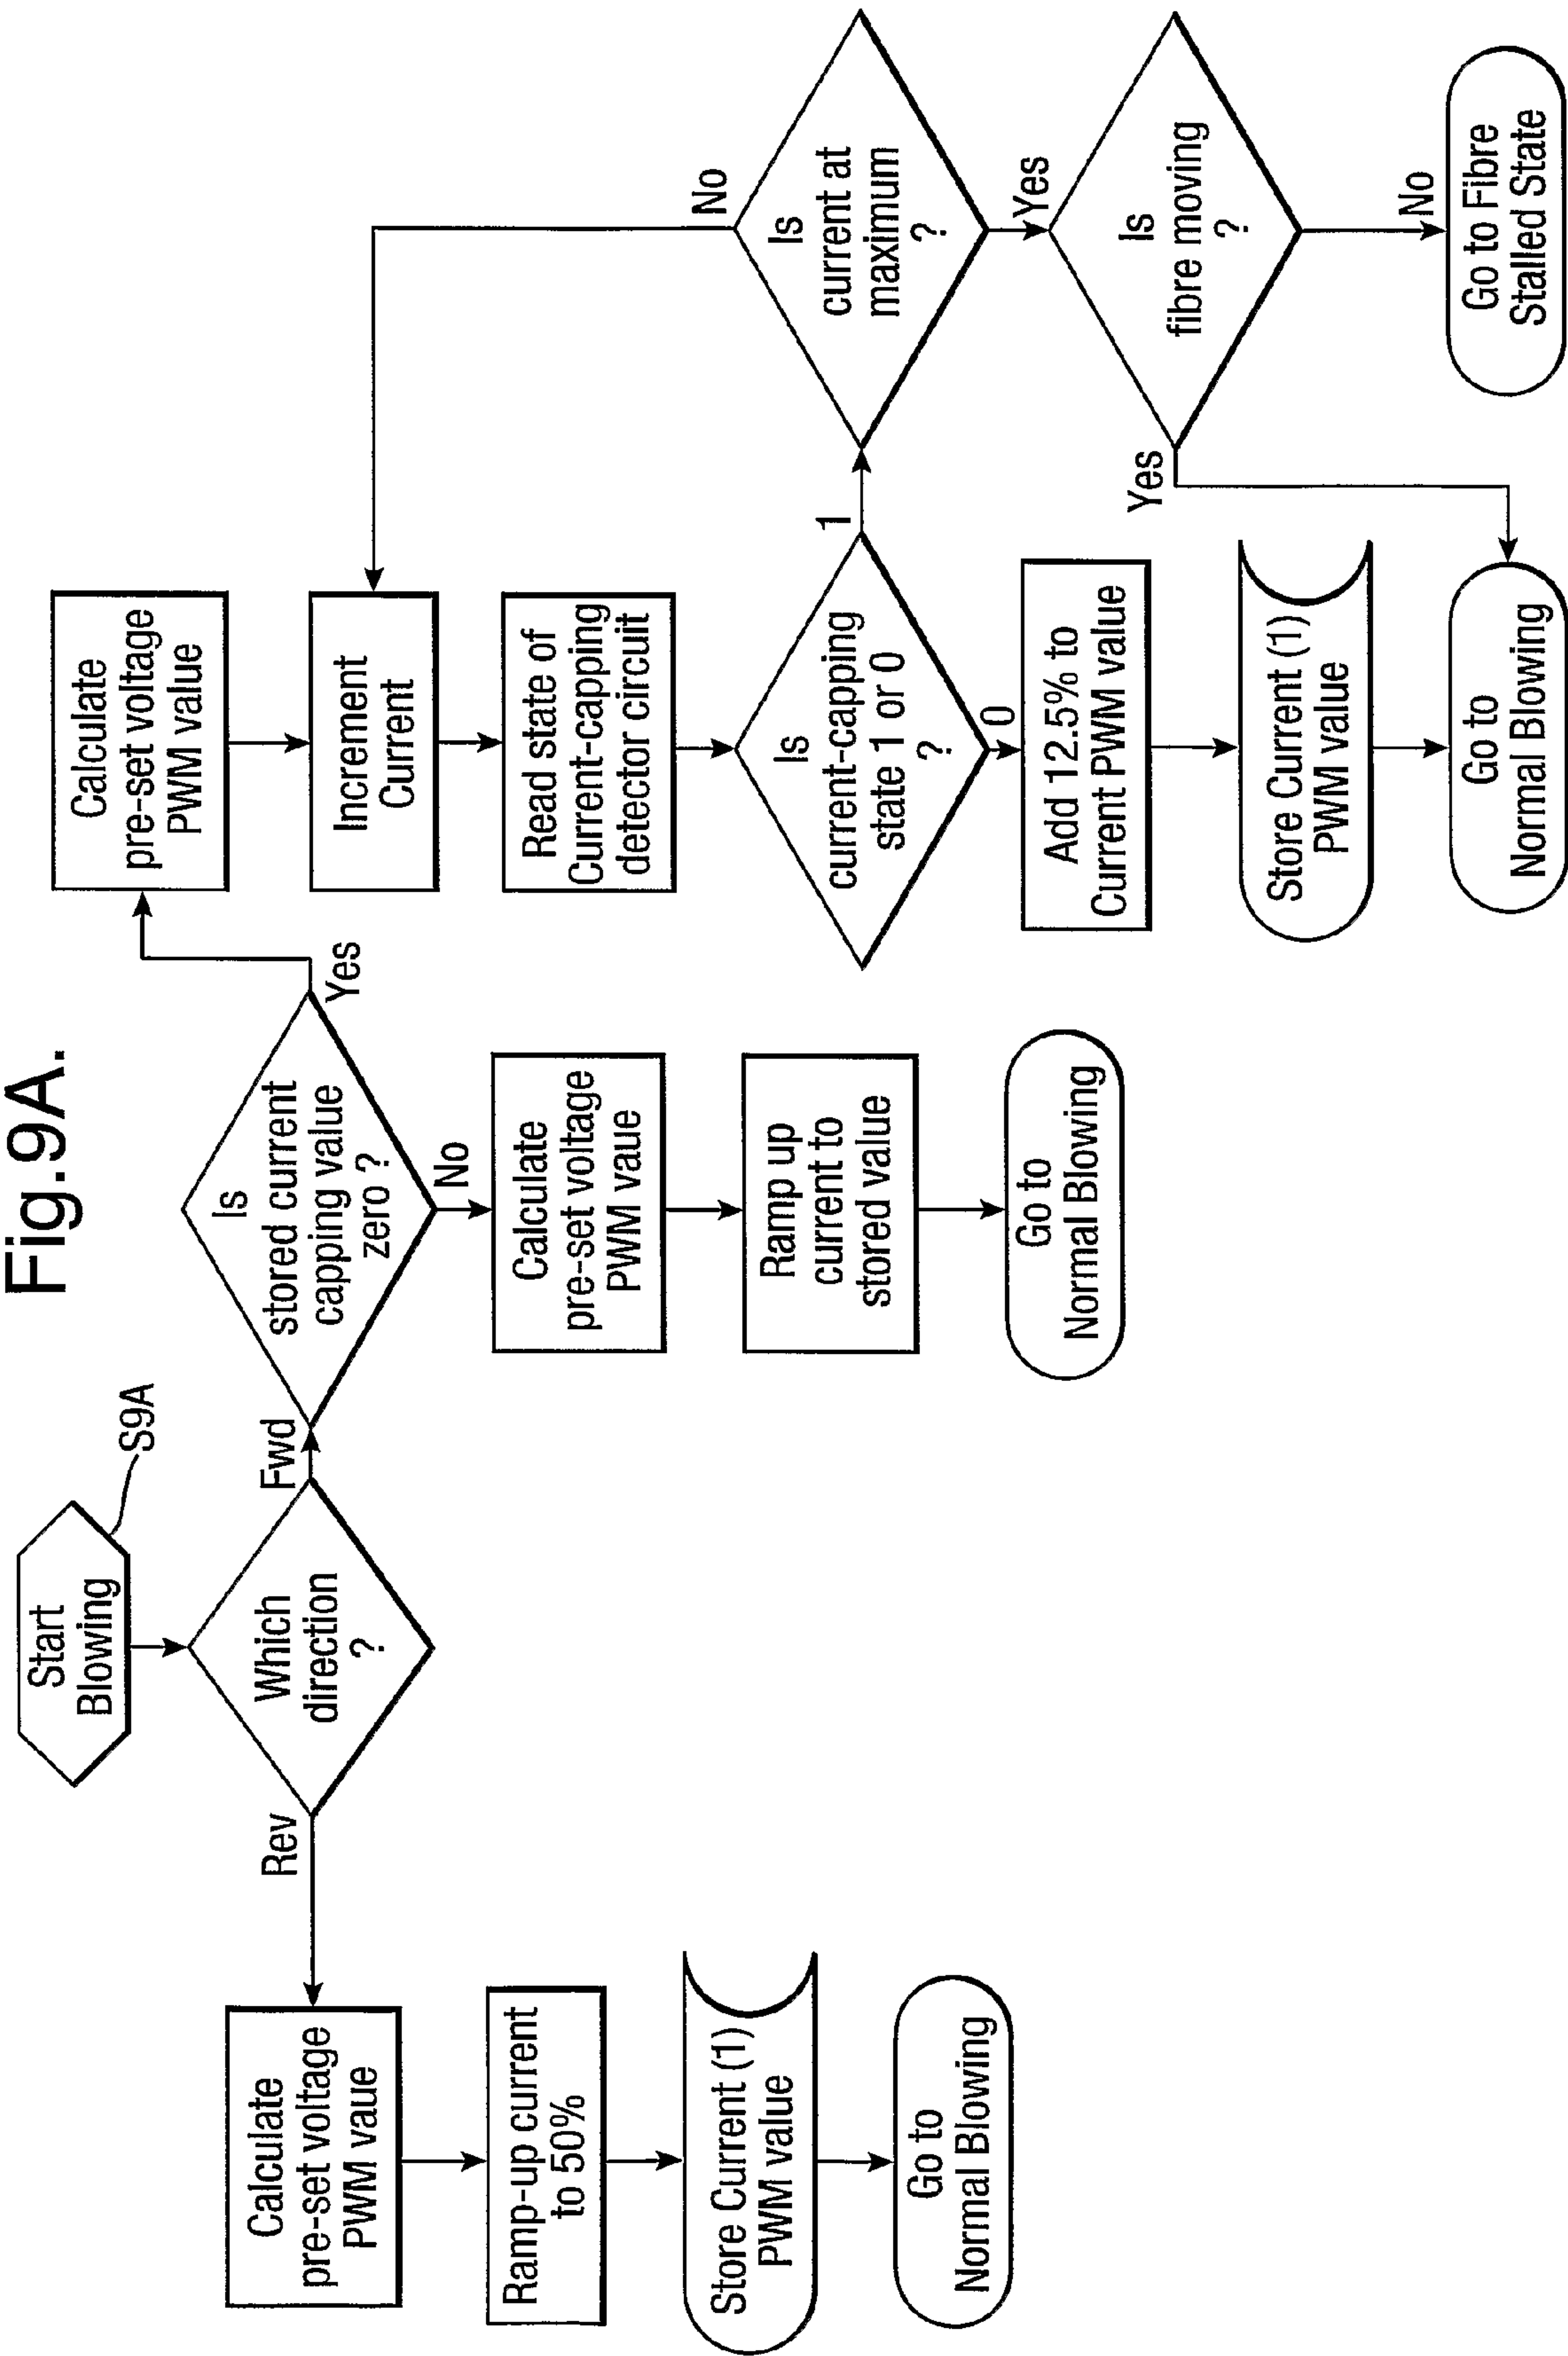 Fig.9A.
Start
Blowing
S9A
Which
direction
?
Rev
Fwd
Calculate
pre-set voltage
PWM vaue
Ramp-up current
to 50%
Store Current (1)
PWM value
Go to
Normal Blowing
Is
stored current
capping value
zero ?
No
Yes
Calculate
pre-set voltage
PWM vaue
Ramp up
current to
stored value
Go to
Normal Blowing
Calculate
pre-set voltage
PWM value
Increment
Current
Read state of
Current-capping
detector circuit
Is
current-capping
state 1 or 0
?
1
0
Add 12.5% to
Current PWM value
Store Current (1)
PWM value
Go to
Normal Blowing
Is
current at
maximum
?
No
Yes
Is
fibre moving
?
Yes
No
Go to Fibre
Stalled State